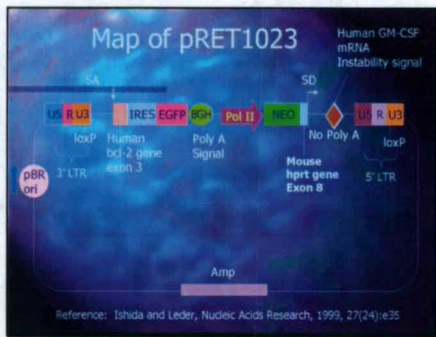 Map of pRET1023
Human GM-CSF
mRNA
Instability signal
SA
SD
U5 R U3
IRES EGFP BGH Pol II NEO
U5 R U3
loxP
Human
bcl-2 gene
exon 3
Poly A
Signal
No Poly A
loxP
3' LTR
Mouse
hprt gene
Exon 8
5' LTR
pBR
ori
Amp
Reference: Ishida and Leder, Nucleic Acids Research, 1999, 27(24):e35